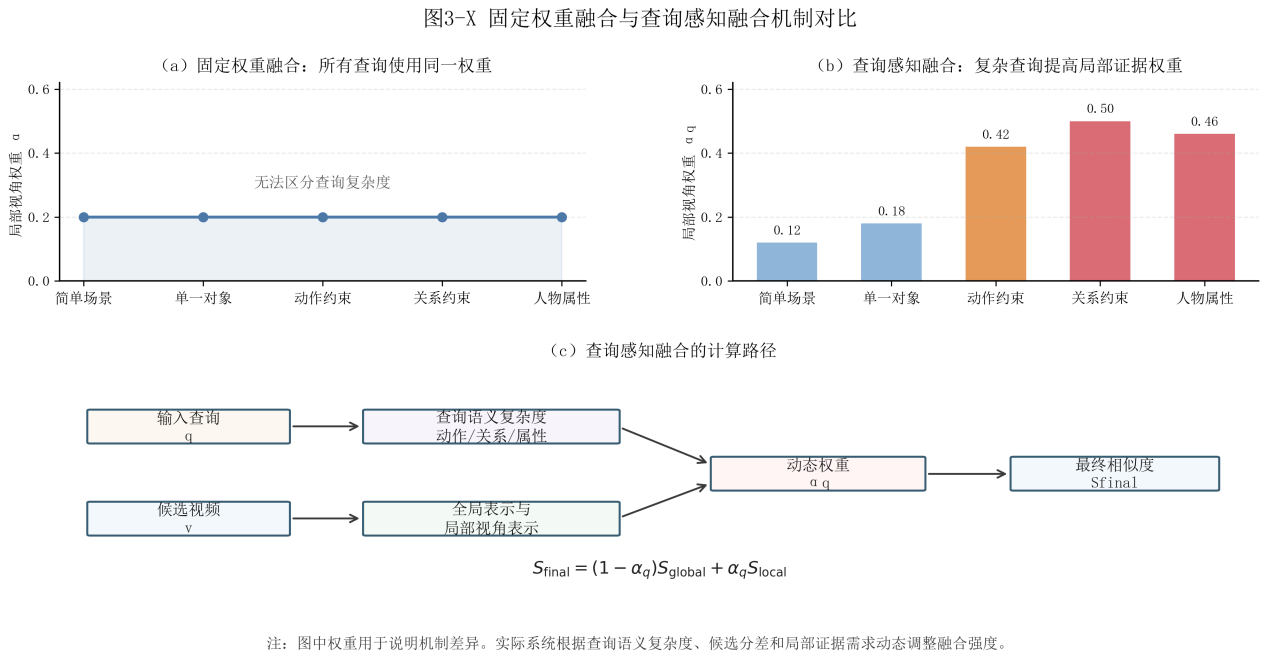 图3-X 固定权重融合与查询感知融合机制对比
（a）固定权重融合：所有查询使用同一权重
局部视角权重 α
0.6
0.4
0.2
0.0
无法区分查询复杂度
简单场景 单一对象 动作约束 关系约束 人物属性
（b）查询感知融合：复杂查询提高局部证据权重
局部视角权重 αq
0.6
0.4
0.2
0.0
0.12 0.18 0.42 0.50 0.46
简单场景 单一对象 动作约束 关系约束 人物属性
（c）查询感知融合的计算路径
输入查询
q
查询语义复杂度
动作/关系/属性
候选视频
v
全局表示与
局部视角表示
动态权重
αq
最终相似度
Sfinal
S_final = (1 − α_q)S_global + α_qS_local
注：图中权重用于说明机制差异。实际系统根据查询语义复杂度、候选分差和局部证据需求动态调整融合强度。